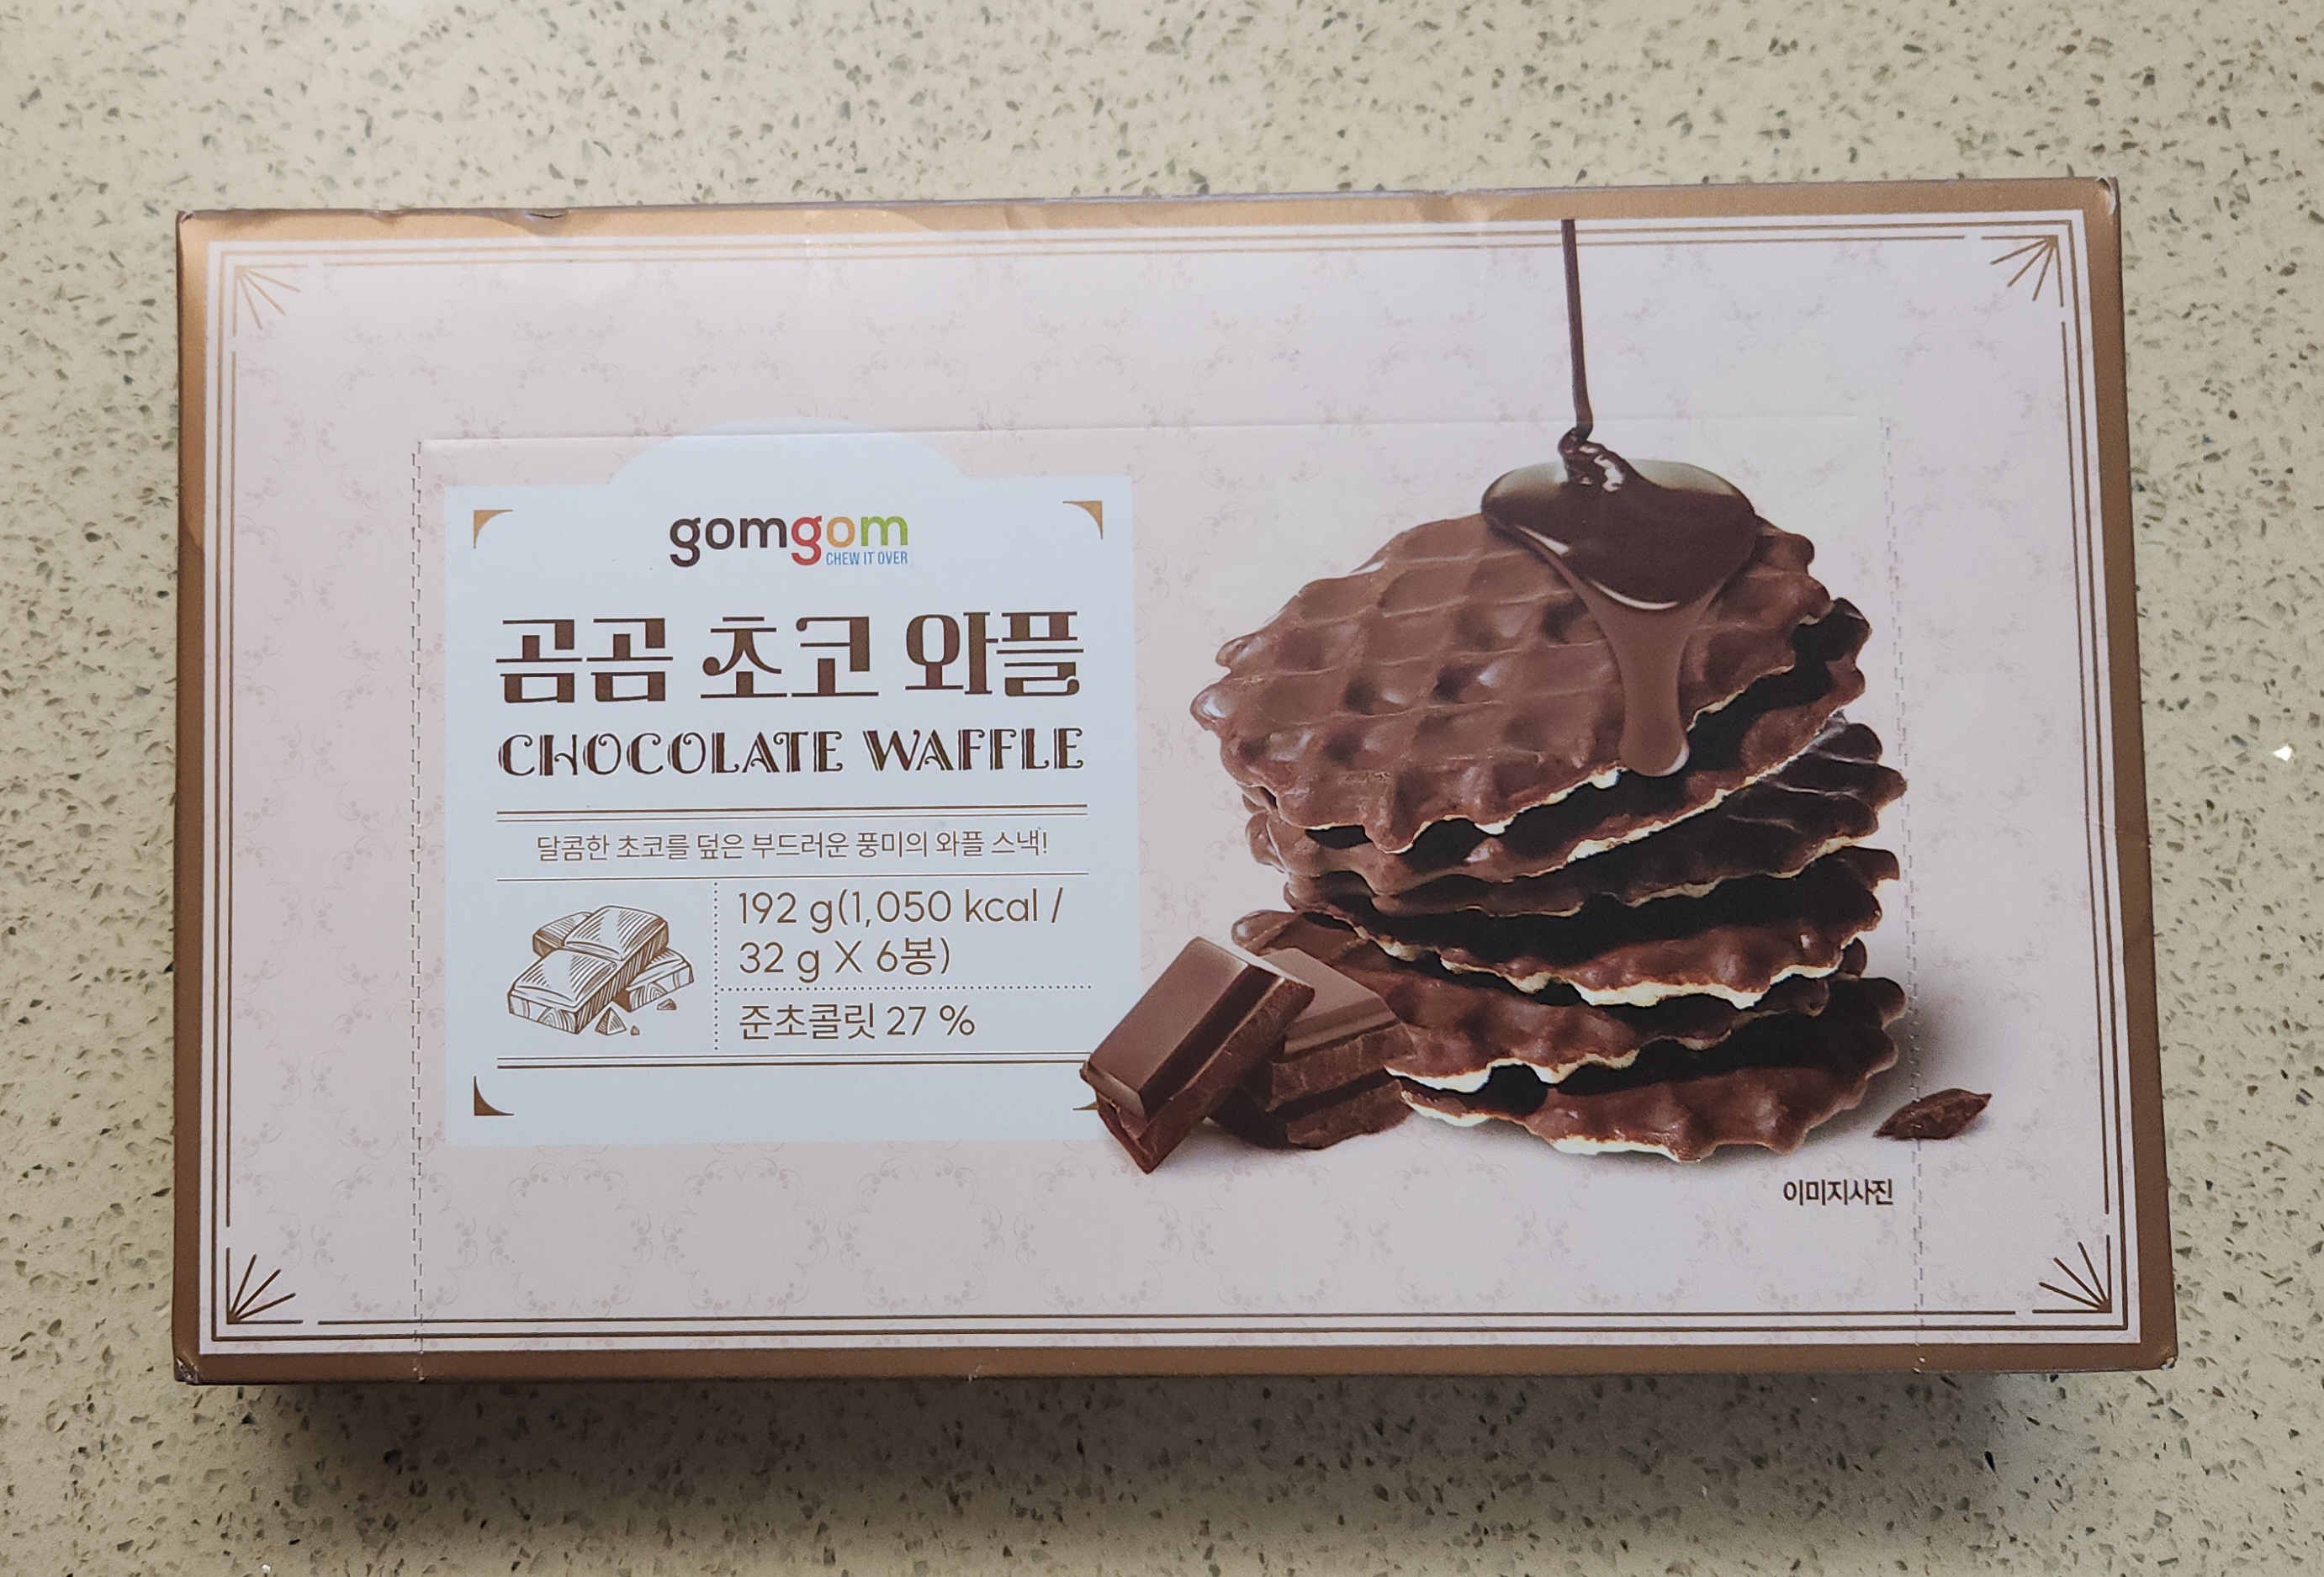 gomgom
CHEW IT OVER
곰곰 초코 와플
CHOCOLATE WAFFLE
달콤한 초코를 덮은 부드러운 풍미의 와플 스낵!
192 g(1,050 kcal /
32 g X 6봉)
준초콜릿 27 %
이미지사진